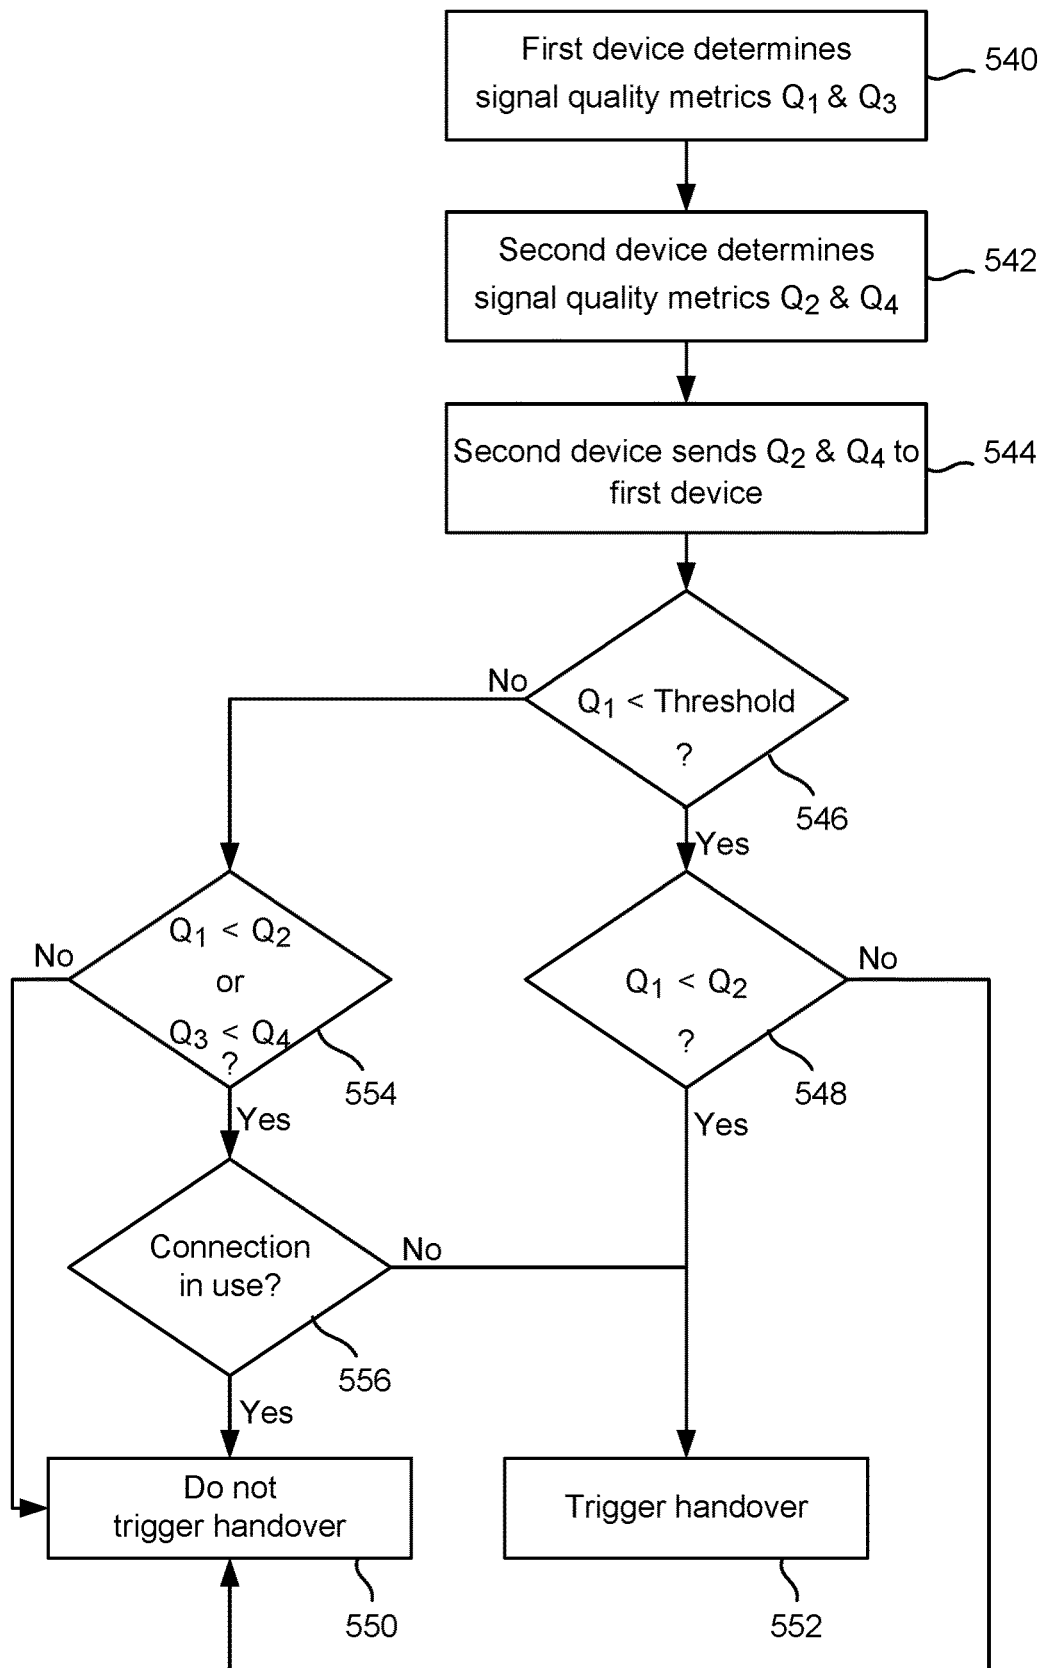 First device determines
signal quality metrics Q1 & Q3
540
Second device determines
signal quality metrics Q2 & Q4
542
Second device sends Q2 & Q4 to
first device
544
No
Q1 < Threshold
?
546
Yes
No
Q1 < Q2
or
Q3 < Q4
?
554
Yes
Q1 < Q2
?
No
548
Yes
Connection
in use?
No
556
Yes
Do not
trigger handover
550
Trigger handover
552